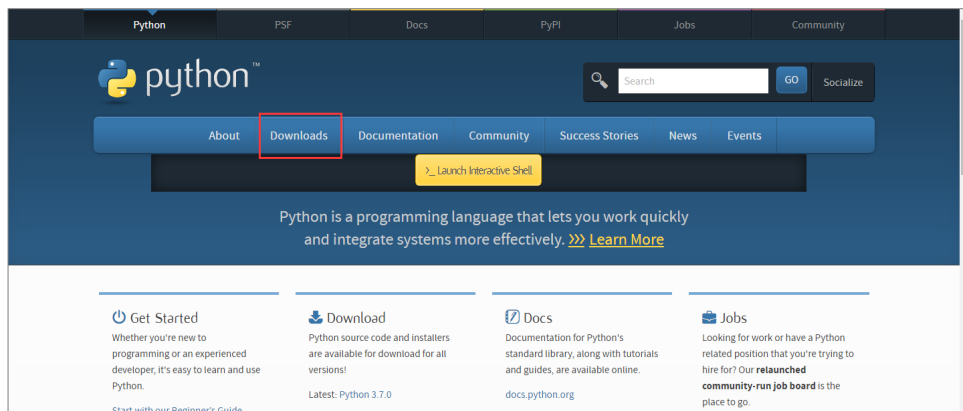 Python PSF Docs PyPI Jobs Community
python™
Search GO Socialize
About Downloads Documentation Community Success Stories News Events
>_ Launch Interactive Shell
Python is a programming language that lets you work quickly
and integrate systems more effectively. >>> Learn More
Get Started
Whether you're new to
programming or an experienced
developer, it's easy to learn and use
Python.
Start with our Beginner's Guide
Download
Python source code and installers
are available for download for all
versions!
Latest: Python 3.7.0
Docs
Documentation for Python's
standard library, along with tutorials
and guides, are available online.
docs.python.org
Jobs
Looking for work or have a Python
related position that you're trying to
hire for? Our relaunched
community-run job board is the
place to go.